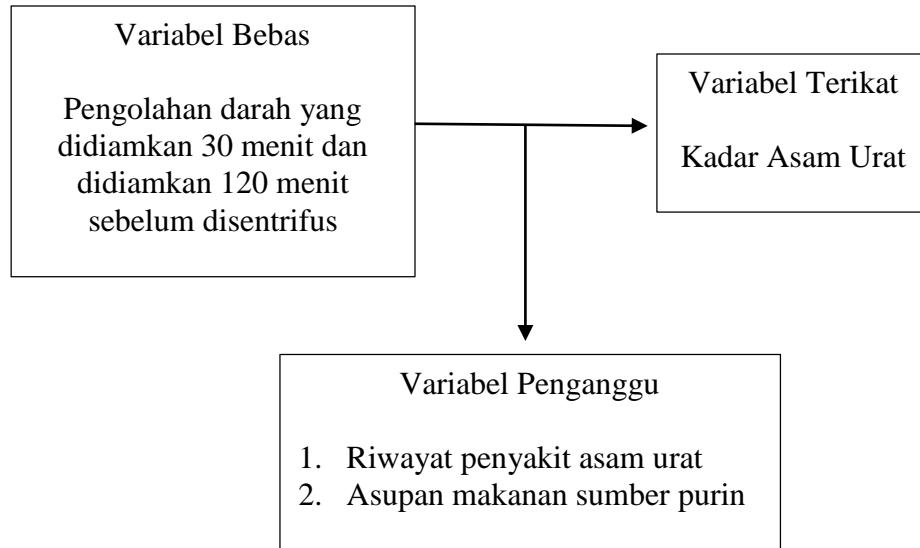 Variabel Bebas
Pengolahan darah yang
didiamkan 30 menit dan
didiamkan 120 menit
sebelum disentrifus
Variabel Terikat
Kadar Asam Urat
Variabel Penganggu
1. Riwayat penyakit asam urat
2. Asupan makanan sumber purin